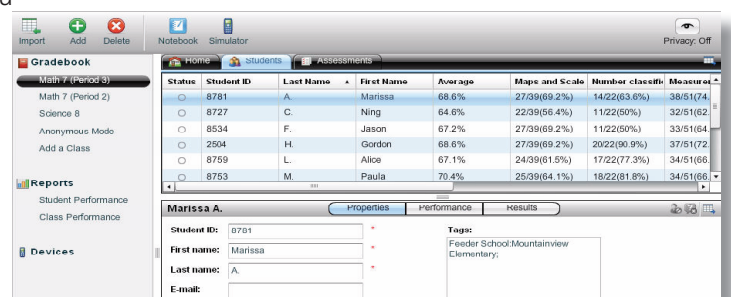 d
Import Add Delete Notebook Simulator Privacy: Off
Gradebook
Math 7 (Period 3)
Math 7 (Period 2)
Science 8
Anonymous Mode
Add a Class
Reports
Student Performance
Class Performance
Devices
Home Students Assessments
Status Student ID Last Name First Name Average Maps and Scale Number classifi Measurer
8781 A. Marissa 68.6% 27/39(69.2%) 14/22(63.6%) 38/51(74.
8727 C. Ning 64.6% 22/39(56.4%) 11/22(50%) 32/51(62.
8534 F. Jason 67.2% 27/39(69.2%) 11/22(50%) 33/51(64.
2504 H. Gordon 68.6% 27/39(69.2%) 20/22(90.9%) 37/51(72.
8759 L. Alice 67.1% 24/39(61.5%) 17/22(77.3%) 34/51(66.
8753 M. Paula 70.4% 25/39(64.1%) 18/22(81.8%) 34/51(66.
Marissa A. Properties Performance Results
Student ID: 8781 * Tags:
First name: Marissa * Feeder School:Mountainview
Elementary;
Last name: A. *
E-mail: